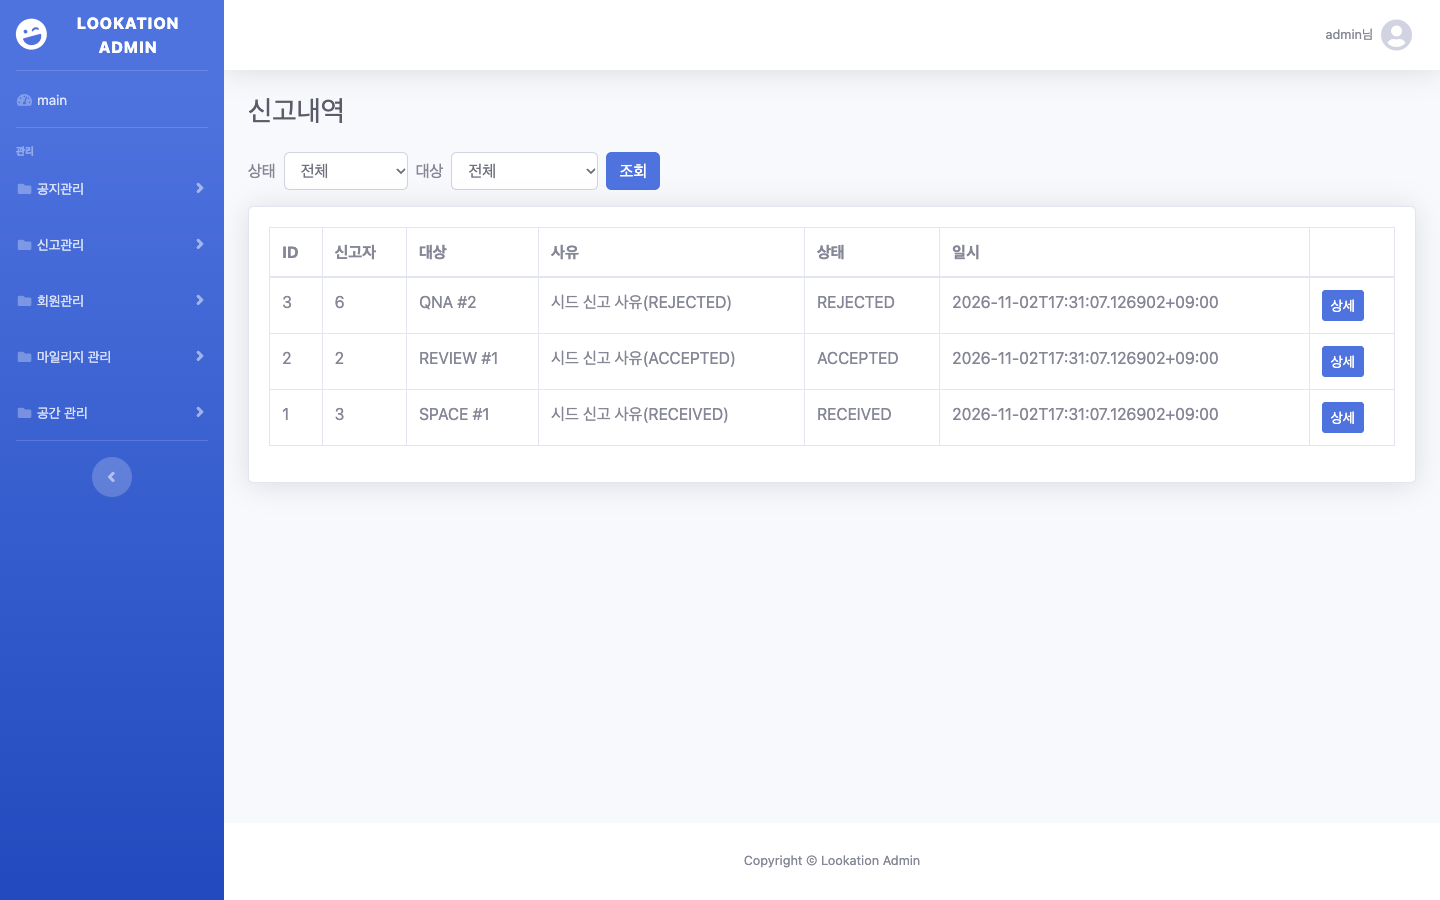 LOOKATION
ADMIN
admin님
main
관리
공지관리
신고관리
회원관리
마일리지 관리
공간 관리
신고내역
상태 전체 대상 전체 조회
ID 신고자 대상 사유 상태 일시
3 6 QNA #2 시드 신고 사유(REJECTED) REJECTED 2026-11-02T17:31:07.126902+09:00 상세
2 2 REVIEW #1 시드 신고 사유(ACCEPTED) ACCEPTED 2026-11-02T17:31:07.126902+09:00 상세
1 3 SPACE #1 시드 신고 사유(RECEIVED) RECEIVED 2026-11-02T17:31:07.126902+09:00 상세
Copyright © Lookation Admin